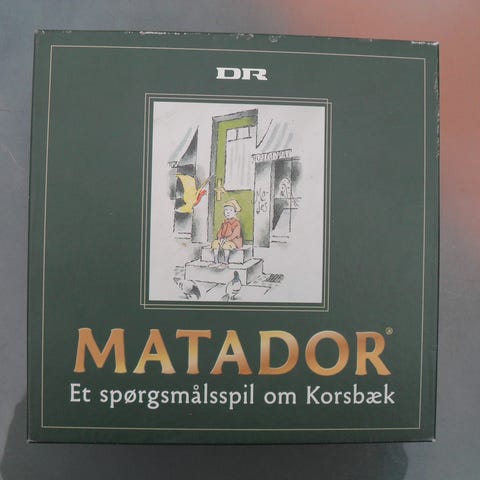 DR
MATADOR®
Et spørgsmålsspil om Korsbæk